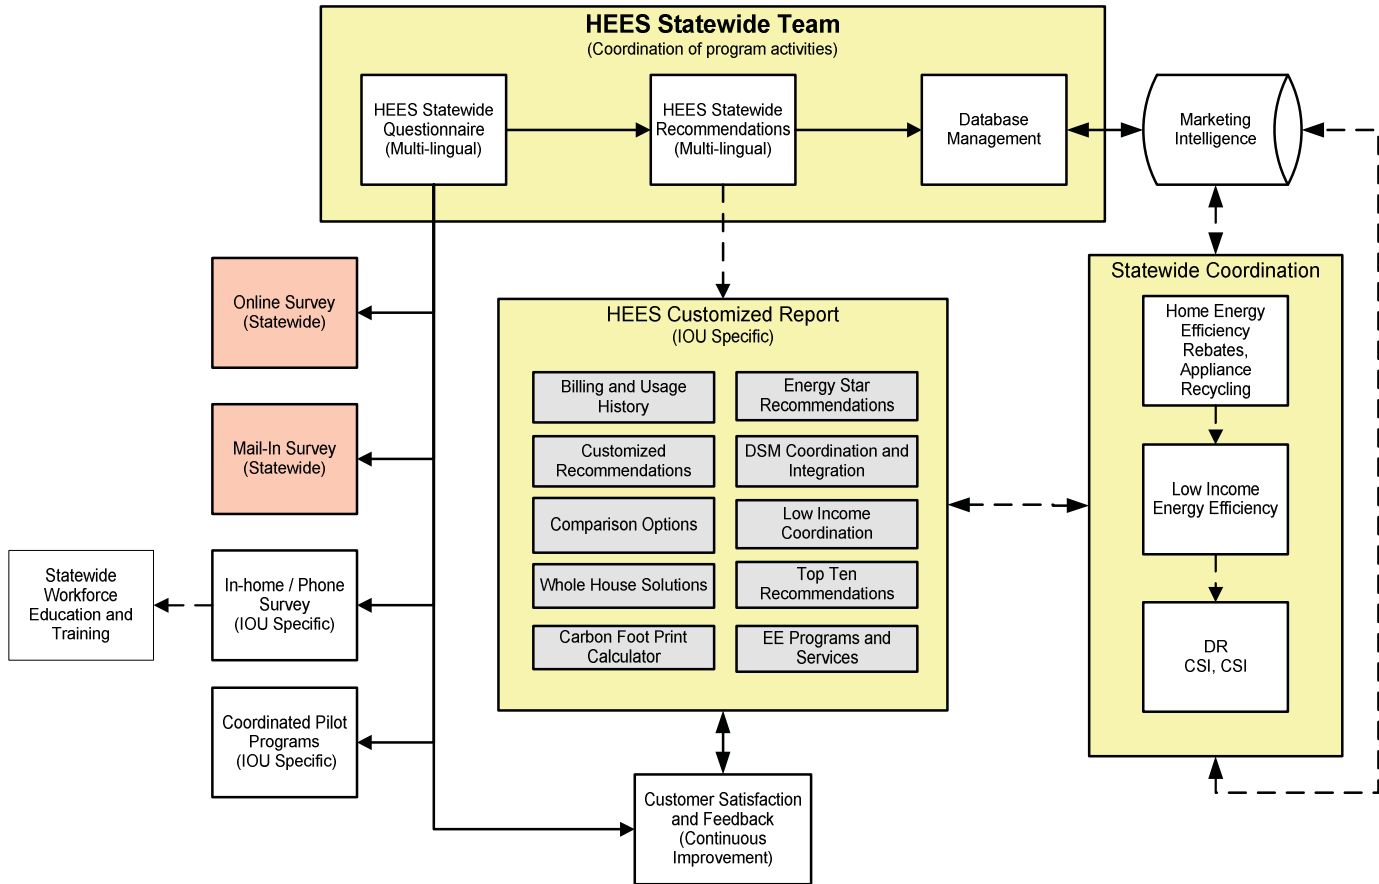 HEES Statewide Team
(Coordination of program activities)
HEES Statewide
Questionnaire
(Multi-lingual)
HEES Statewide
Recommendations
(Multi-lingual)
Database
Management
Marketing
Intelligence
Online Survey
(Statewide)
Mail-In Survey
(Statewide)
In-home / Phone
Survey
(IOU Specific)
Statewide
Workforce
Education and
Training
Coordinated Pilot
Programs
(IOU Specific)
HEES Customized Report
(IOU Specific)
Billing and Usage
History
Energy Star
Recommendations
Customized
Recommendations
DSM Coordination and
Integration
Comparison Options
Low Income
Coordination
Whole House Solutions
Top Ten
Recommendations
Carbon Foot Print
Calculator
EE Programs and
Services
Customer Satisfaction
and Feedback
(Continuous
Improvement)
Statewide Coordination
Home Energy
Efficiency
Rebates,
Appliance
Recycling
Low Income
Energy Efficiency
DR
CSI, CSI